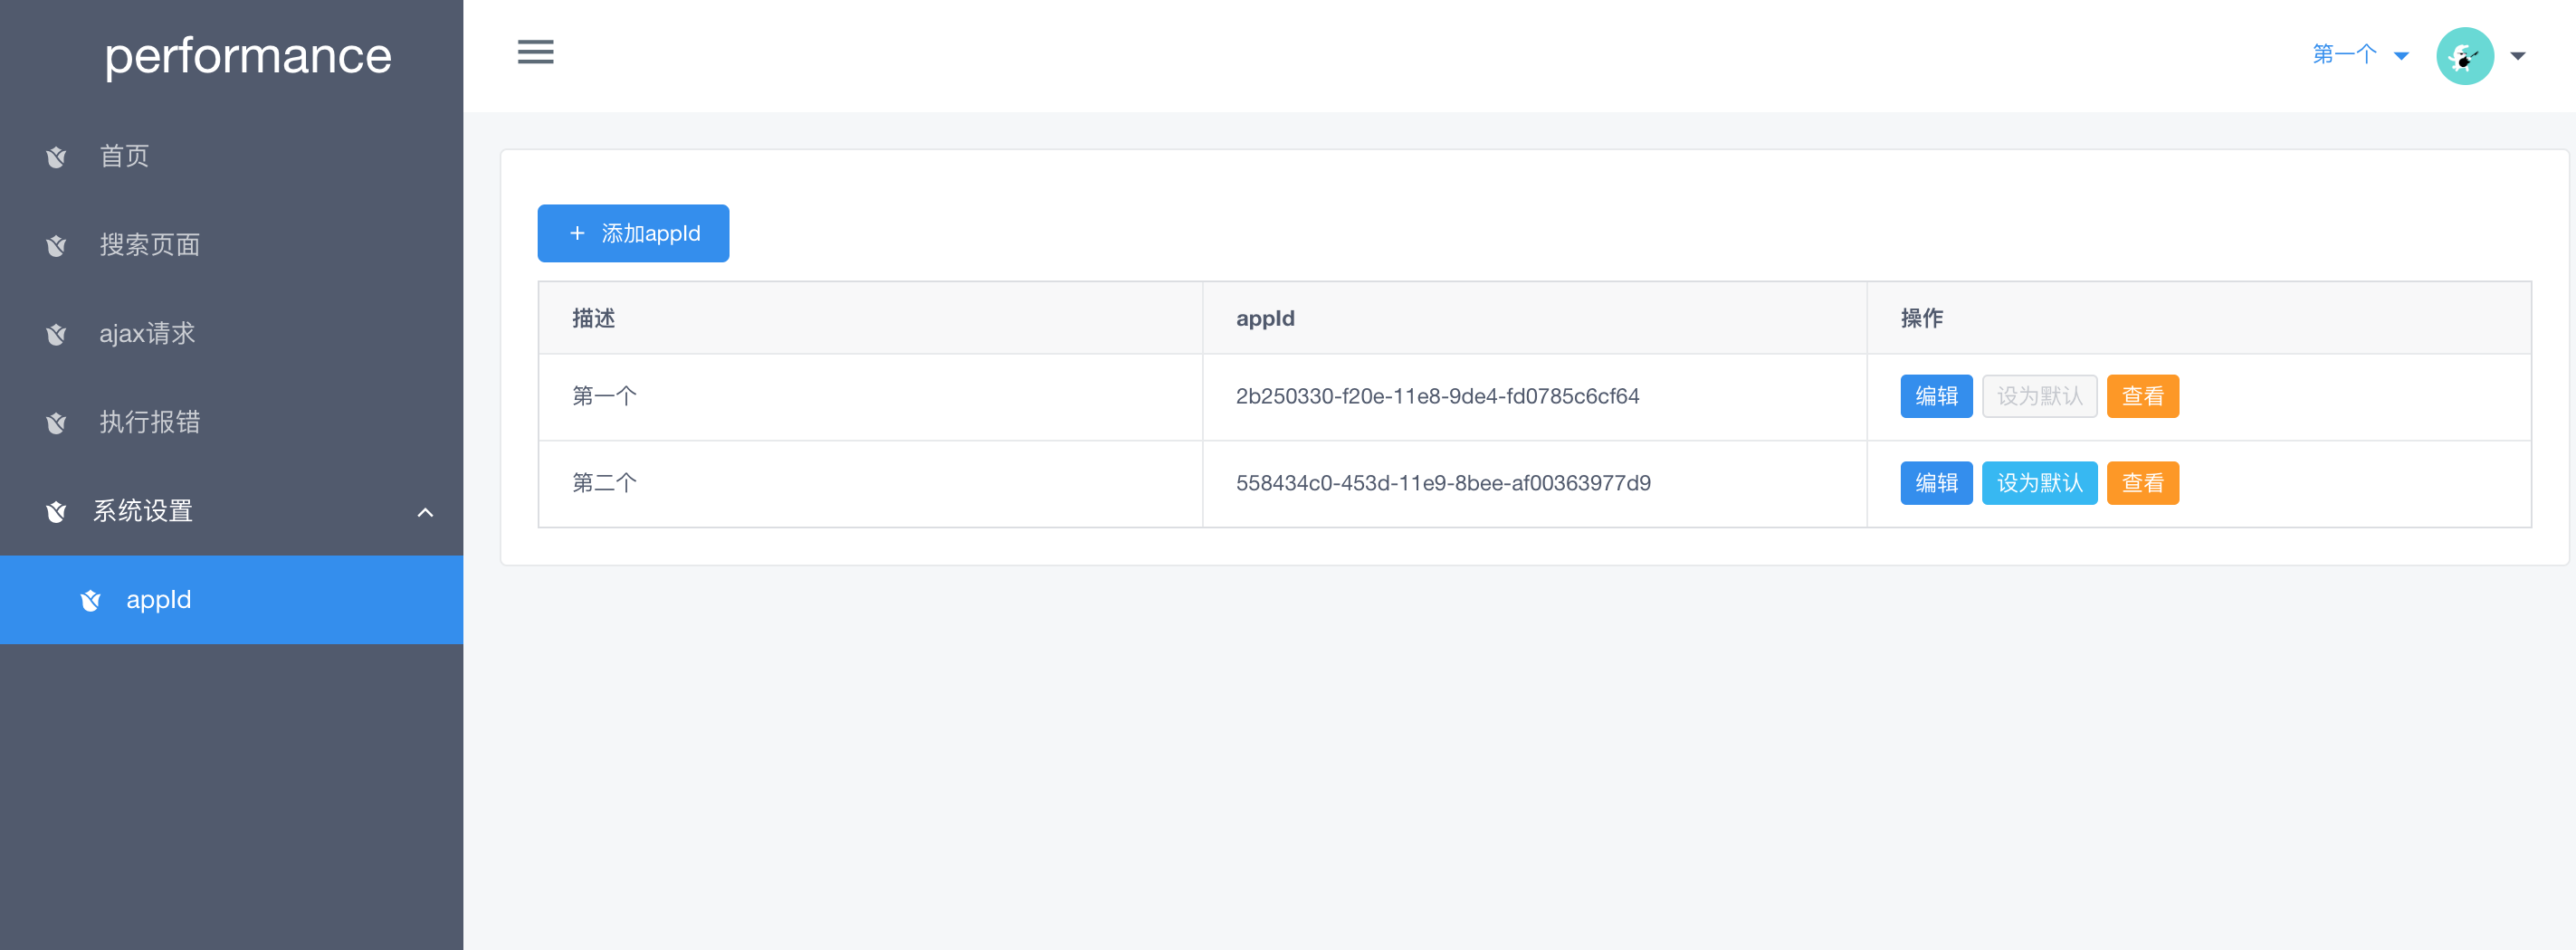 performance
第一个
首页
搜索页面
ajax请求
执行报错
系统设置
appId
+ 添加appId
描述 appId 操作
第一个 2b250330-f20e-11e8-9de4-fd0785c6cf64 编辑 设为默认 查看
第二个 558434c0-453d-11e9-8bee-af00363977d9 编辑 设为默认 查看